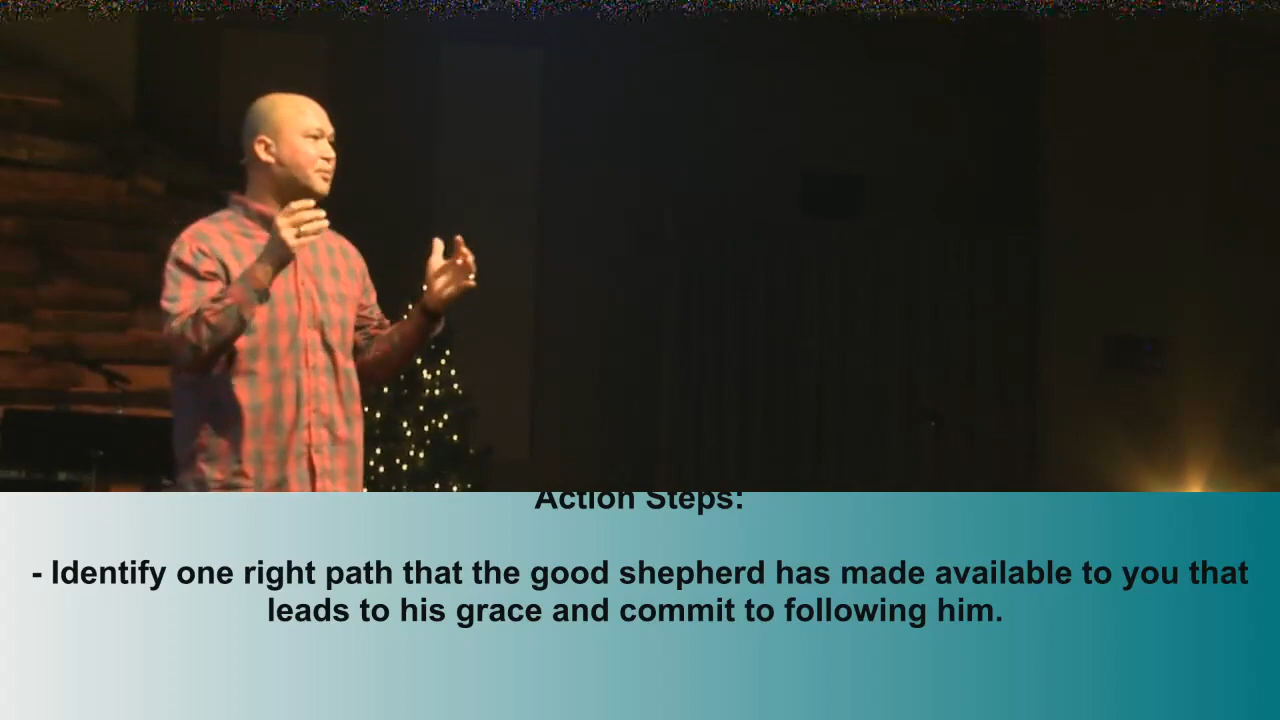 Action Steps:
- Identify one right path that the good shepherd has made available to you that
leads to his grace and commit to following him.